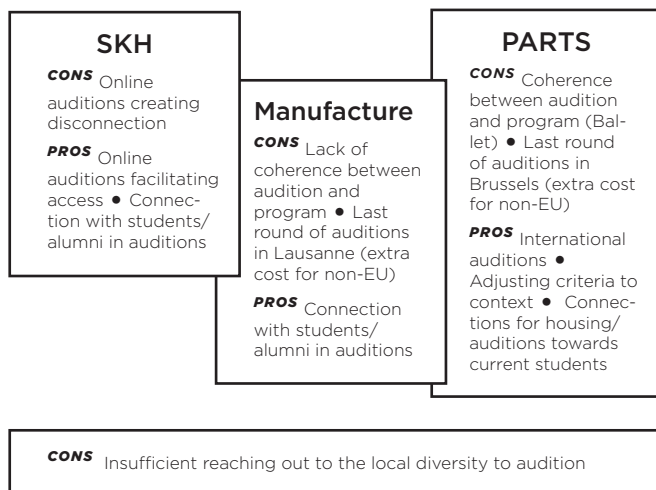 SKH
CONS Online
auditions creating
disconnection
PROS Online
auditions facilitating
access ● Connec-
tion with students/
alumni in auditions
Manufacture
CONS Lack of
coherence between
audition and
program ● Last
round of auditions
in Lausanne (extra
cost for non-EU)
PROS Connection
with students/
alumni in auditions
PARTS
CONS Coherence
between audition
and program (Bal-
let) ● Last round
of auditions in
Brussels (extra cost
for non-EU)
PROS International
auditions ●
Adjusting criteria to
context ● Connec-
tions for housing/
auditions towards
current students
CONS Insufficient reaching out to the local diversity to audition